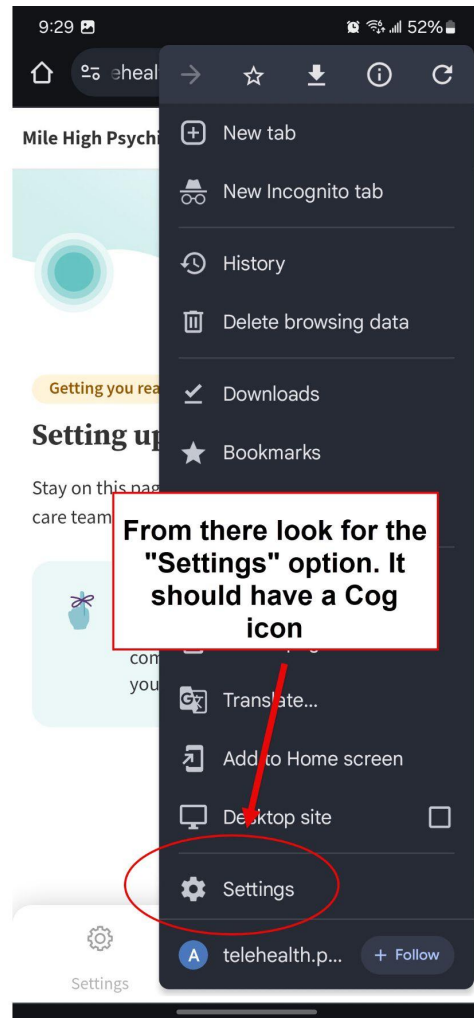 9:29
52%
eheal
Mile High Psychi
New tab
New Incognito tab
History
Delete browsing data
Getting you rea
Downloads
Setting up
Bookmarks
Stay on this pag
care team
From there look for the
"Settings" option. It
should have a Cog
icon
com
you
Translate...
Add to Home screen
Desktop site
Settings
A telehealth.p... + Follow
Settings